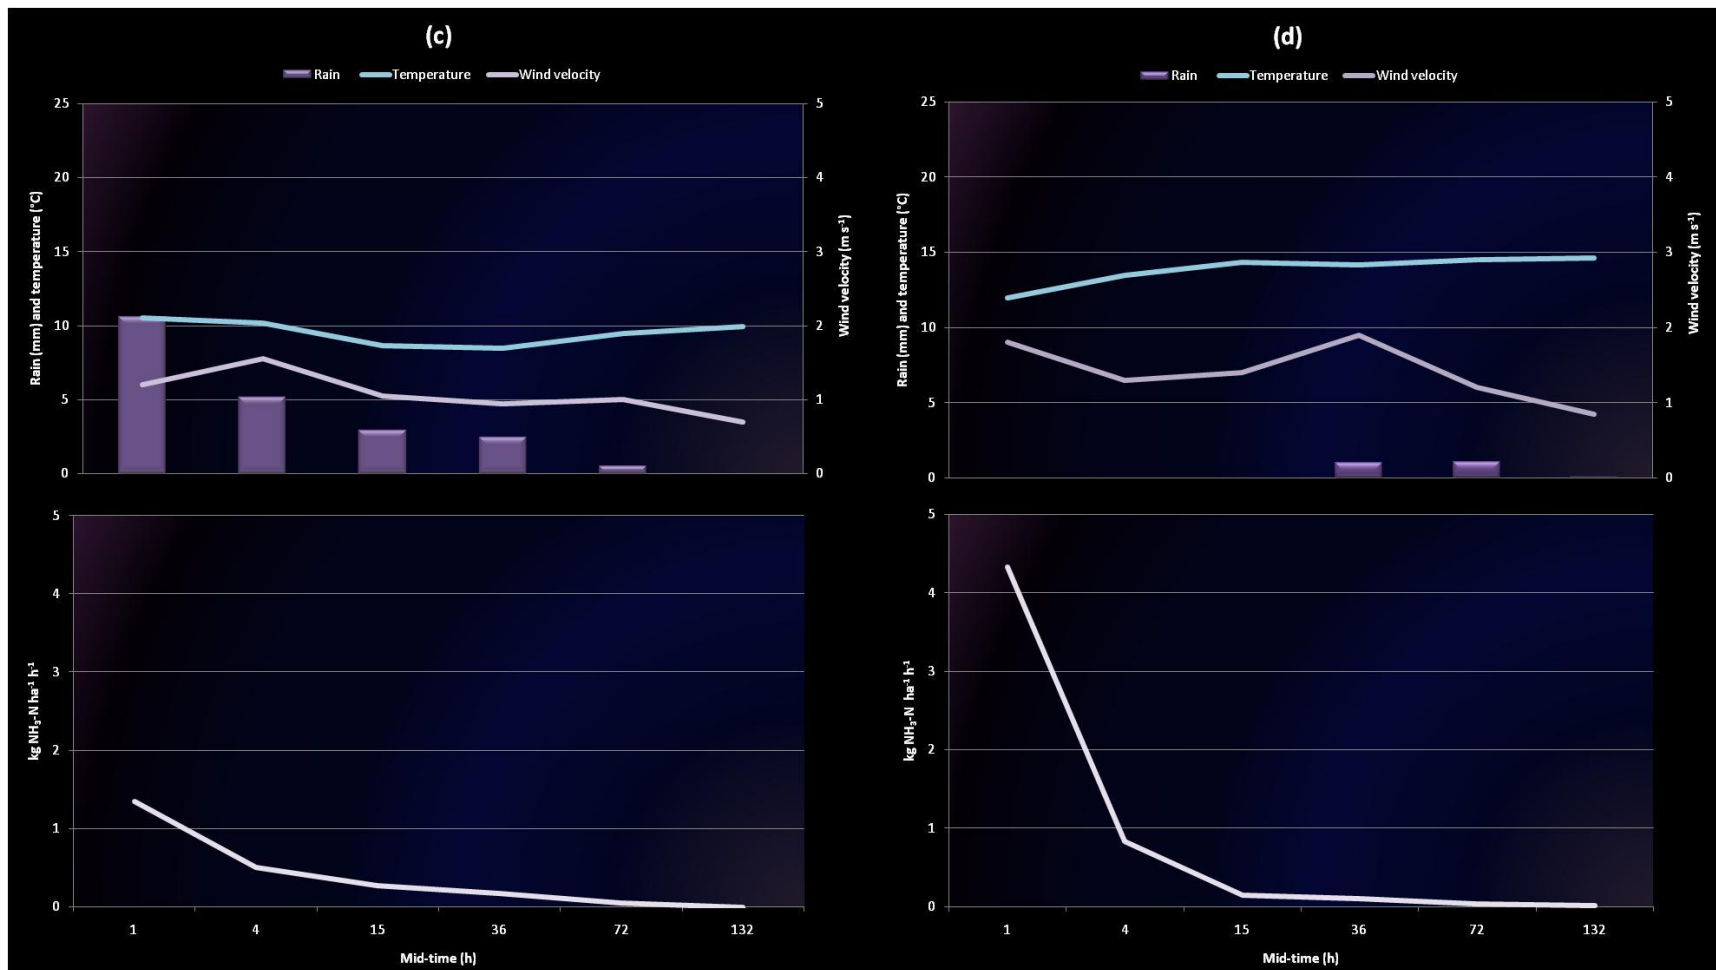 (c)
Rain Temperature Wind velocity
25
20
15
10
5
0
Rain (mm) and temperature (°C)
5
4
3
2
1
0
Wind velocity (m s⁻¹)
5
4
3
2
1
0
kg NH₃-N ha⁻¹ h⁻¹
1 4 15 36 72 132
Mid-time (h)
(d)
Rain Temperature Wind velocity
25
20
15
10
5
0
Rain (mm) and temperature (°C)
5
4
3
2
1
0
Wind velocity (m s⁻¹)
5
4
3
2
1
0
kg NH₃-N ha⁻¹ h⁻¹
1 4 15 36 72 132
Mid-time (h)